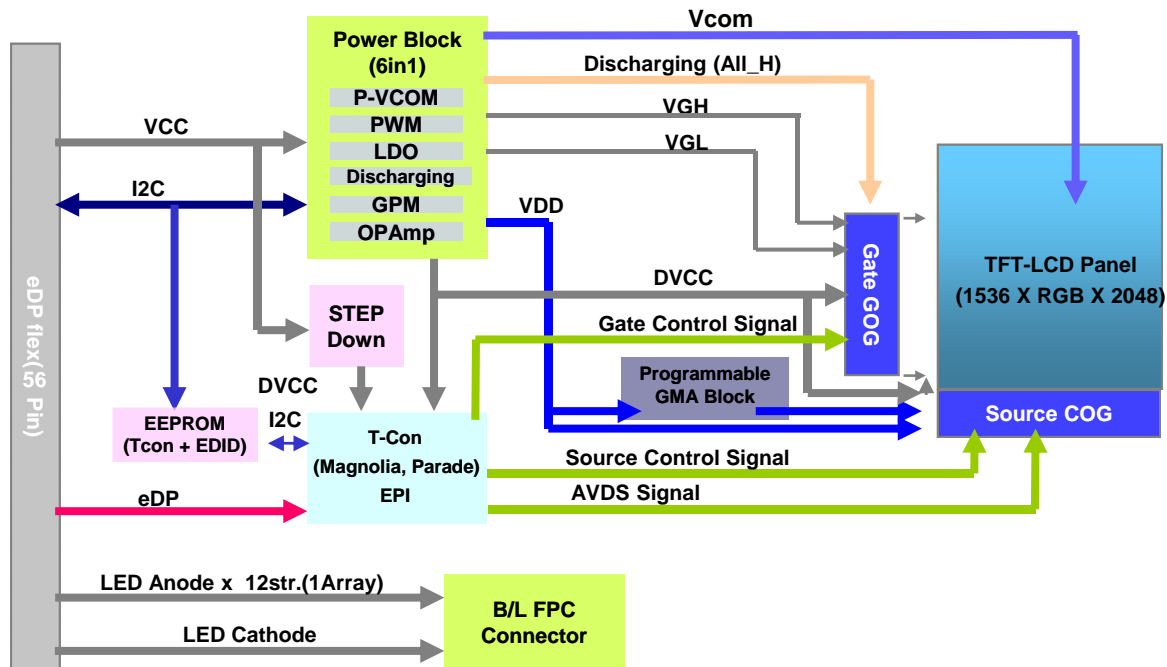 Vcom
Power Block
(6in1)
Discharging (All_H)
P-VCOM
VGH
VCC
PWM
VGL
LDO
Discharging
I2C
GPM
VDD
OPAmp
Gate GOG
TFT-LCD Panel
(1536 X RGB X 2048)
DVCC
eDP flex(56 Pin)
STEP
Down
Gate Control Signal
Programmable
GMA Block
DVCC
EEPROM
(Tcon + EDID)
I2C
Source COG
T-Con
(Magnolia, Parade)
EPI
Source Control Signal
eDP
AVDS Signal
LED Anode x 12str.(1Array)
B/L FPC
Connector
LED Cathode